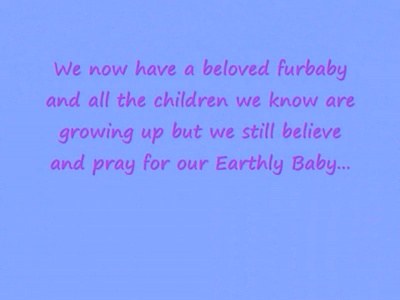 We now have a beloved furbaby
and all the children we know are
growing up but we still believe
and pray for our Earthly Baby...